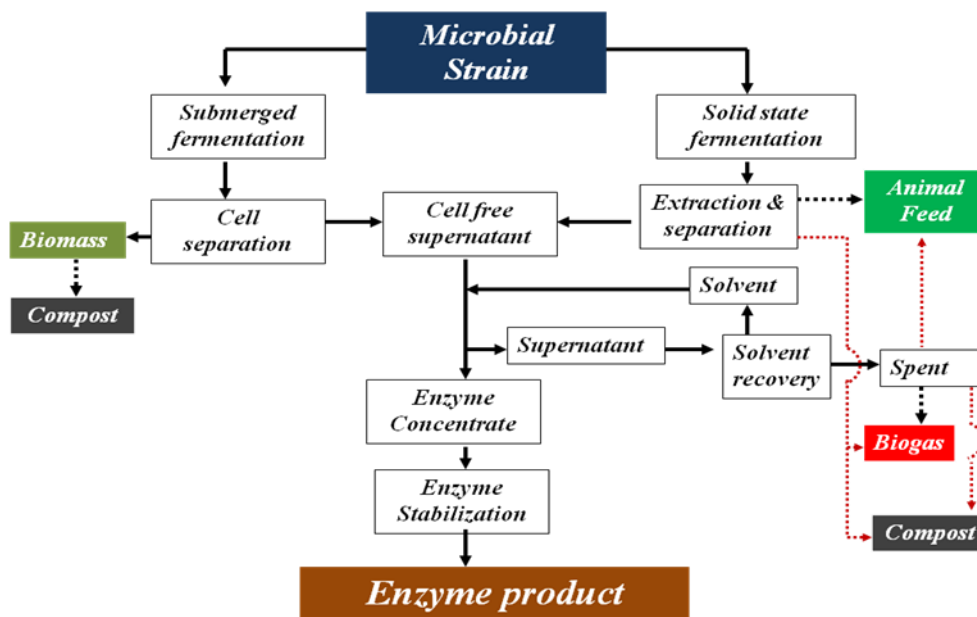 Microbial
Strain
Submerged
fermentation
Solid state
fermentation
Cell
separation
Cell free
supernatant
Extraction &
separation
Animal
Feed
Biomass
Compost
Solvent
Supernatant
Solvent
recovery
Spent
Enzyme
Concentrate
Biogas
Enzyme
Stabilization
Compost
Enzyme product